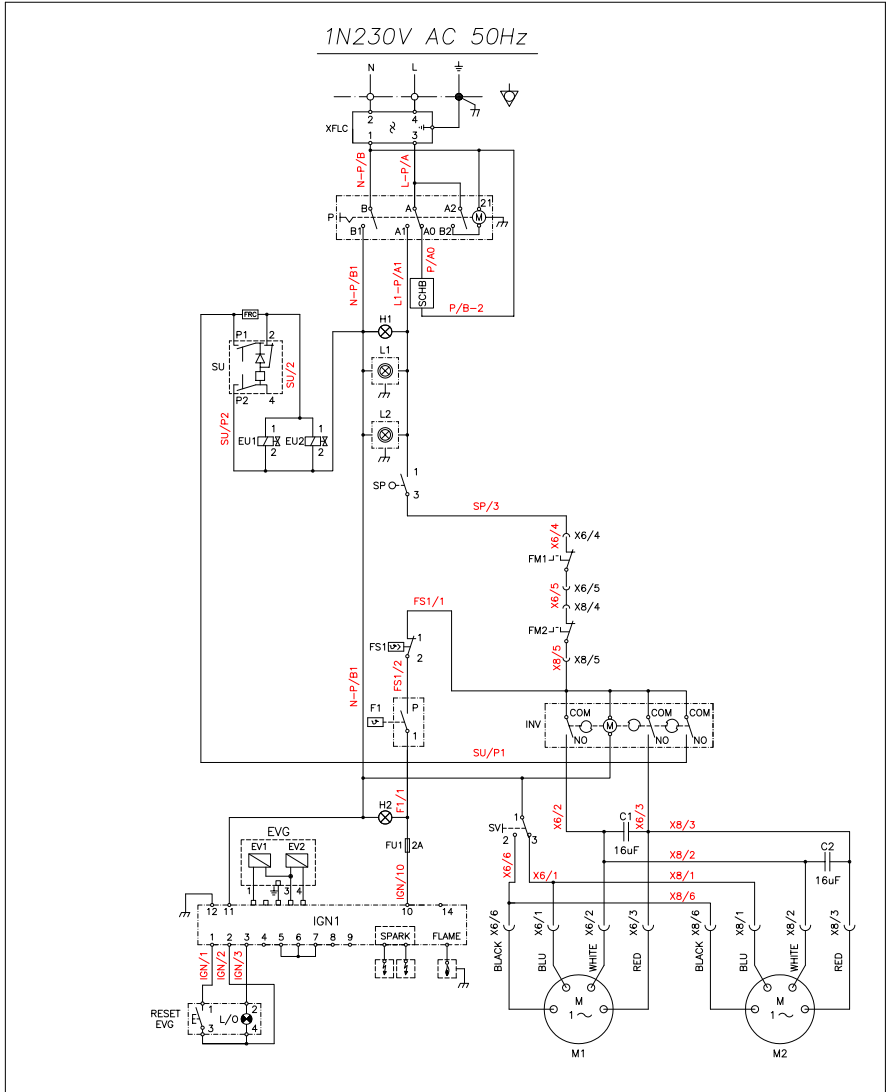 1N230V AC 50Hz
N L
2 4
XFLC
1 3
N-P/B
L-P/A
B A A2 21
P M
B1 A1 A0 B2
P/A0
N-P/B1
L1-P/A1
SCHB
P/B-2
FRC
H1
P1 2
L1
SU
SU/2
P2 4
L2
SU/P2
1 1
EU1 EU2
2 2
1
SP
3
SP/3
X6/4
X6/4
FM1
X6/5
X6/5
X8/4
FS1/1
FM2
1
FS1
2
X8/5
X8/5
FS1/2
N-P/B1
F1 P
1
COM COM COM
INV M
NO NO NO
SU/P1
F1/1
X6/2
X6/3
H2
C1
16uF
X8/3
1
SV
2 3
C2
16uF
X8/2
EVG
EV1 EV2
FU1 2A
X6/6
X6/1
X8/1
1 3 4
IGN/10
X8/6
12 11 10 14
IGN1
1 2 3 4 5 6 7 8 9 SPARK FLAME
X6/6 X6/1 X6/2 X6/3 X8/6 X8/1 X8/2 X8/3
BLACK BLU WHITE RED BLACK BLU WHITE RED
IGN/1
IGN/2
IGN/3
RESET
EVG
1 2
E L/O
3 4
M M
1 ~ 1 ~
M1 M2